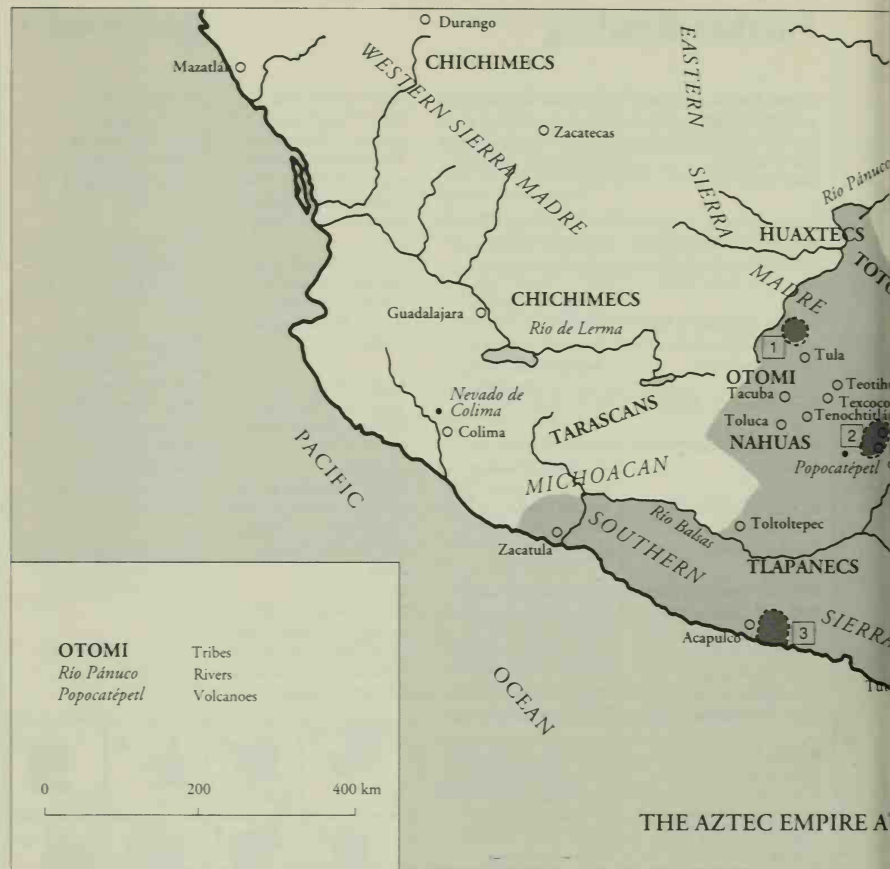 Durango
Mazatlán
CHICHIMECS
WESTERN SIERRA MADRE
Zacatecas
EASTERN
SIERRA
MADRE
Río Pánuco
HUAXTECS
TOTO
Guadalajara
CHICHIMECS
Río de Lerma
1
Tula
Nevado de
Colima
Colima
TARASCANS
OTOMI
Tacuba
Teotihu
Texcoco
Toluca
Tenochtitlán
NAHUAS
2
Popocatépetl
PACIFIC
OCEAN
MICHOACAN
Zacatula
SOUTHERN
Río Balsas
Toltoltepec
TLAPANECS
Acapulco
3
SIERRA
Tut
OTOMI Tribes
Río Pánuco Rivers
Popocatépetl Volcanoes
0 200 400 km
THE AZTEC EMPIRE A